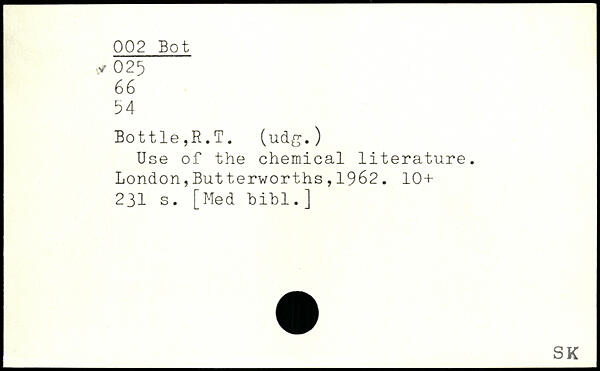 002 Bot
025
66
54
Bottle,R.T. (udg.)
Use of the chemical literature.
London,Butterworths,1962. 10+
231 s. [Med bibl.]
SK